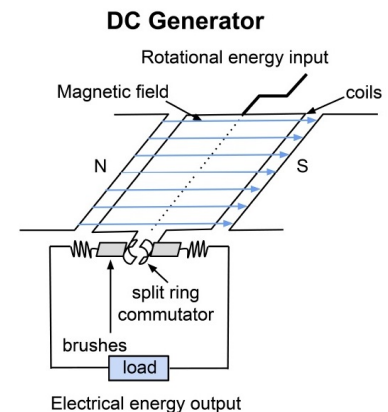 DC Generator
Rotational energy input
Magnetic field
coils
N
S
split ring
commutator
brushes
load
Electrical energy output